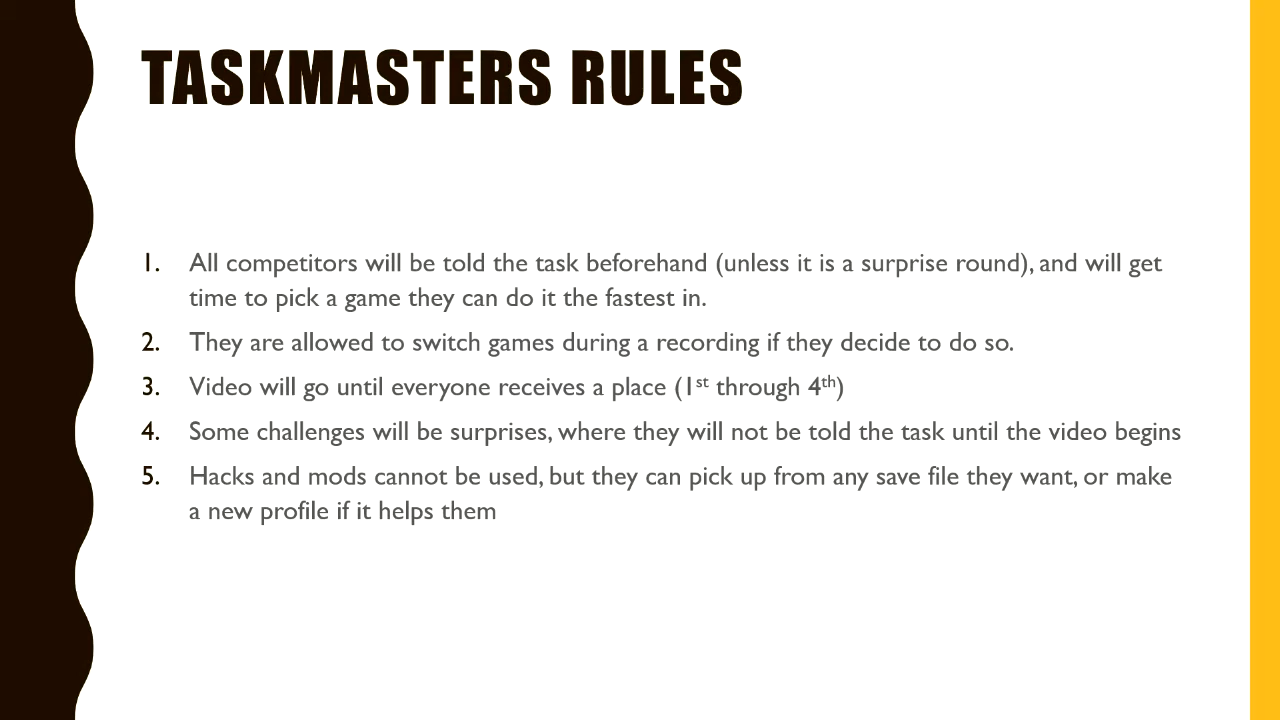 TASKMASTERS RULES
1. All competitors will be told the task beforehand (unless it is a surprise round), and will get
time to pick a game they can do it the fastest in.
2. They are allowed to switch games during a recording if they decide to do so.
3. Video will go until everyone receives a place (1st through 4th)
4. Some challenges will be surprises, where they will not be told the task until the video begins
5. Hacks and mods cannot be used, but they can pick up from any save file they want, or make
a new profile if it helps them